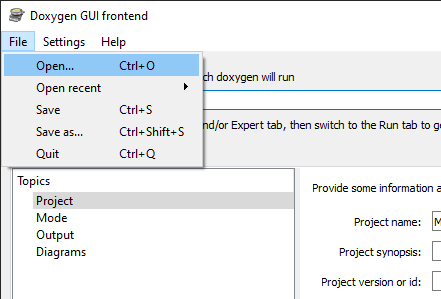 Doxygen GUI frontend
File Settings Help
Open... Ctrl+O
ch doxygen will run
Open recent
Save Ctrl+S
Save as... Ctrl+Shift+S
nd/or Expert tab, then switch to the Run tab to ge
Quit Ctrl+Q
Topics
Project
Mode
Output
Diagrams
Provide some information a
Project name: M
Project synopsis:
Project version or id: